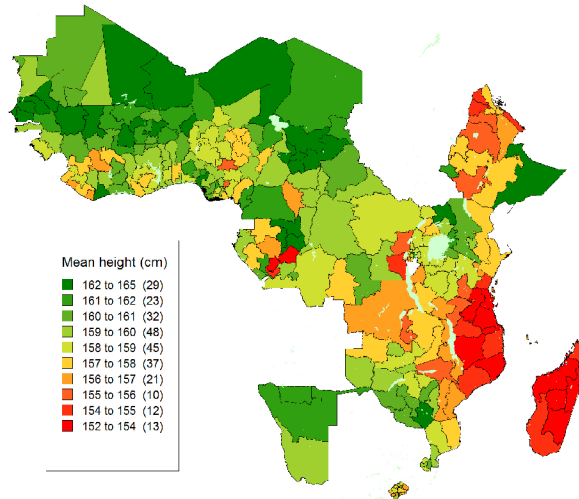 Mean height (cm)
162 to 165 (29)
161 to 162 (23)
160 to 161 (32)
159 to 160 (48)
158 to 159 (45)
157 to 158 (37)
156 to 157 (21)
155 to 156 (10)
154 to 155 (12)
152 to 154 (13)